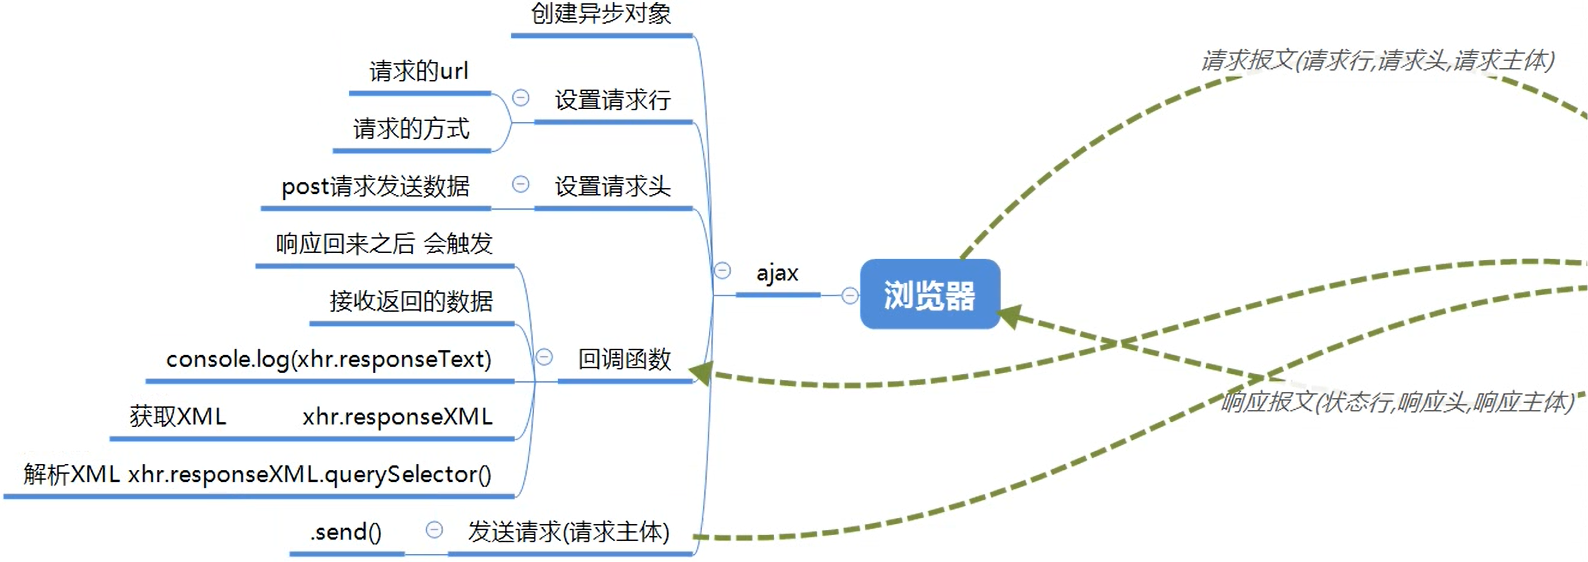 创建异步对象
请求的url
设置请求行
请求的方式
post请求发送数据
设置请求头
响应回来之后 会触发
接收返回的数据
console.log(xhr.responseText)
回调函数
获取XML xhr.responseXML
解析XML xhr.responseXML.querySelector()
.send()
发送请求(请求主体)
ajax
浏览器
请求报文(请求行,请求头,请求主体)
响应报文(状态行,响应头,响应主体)